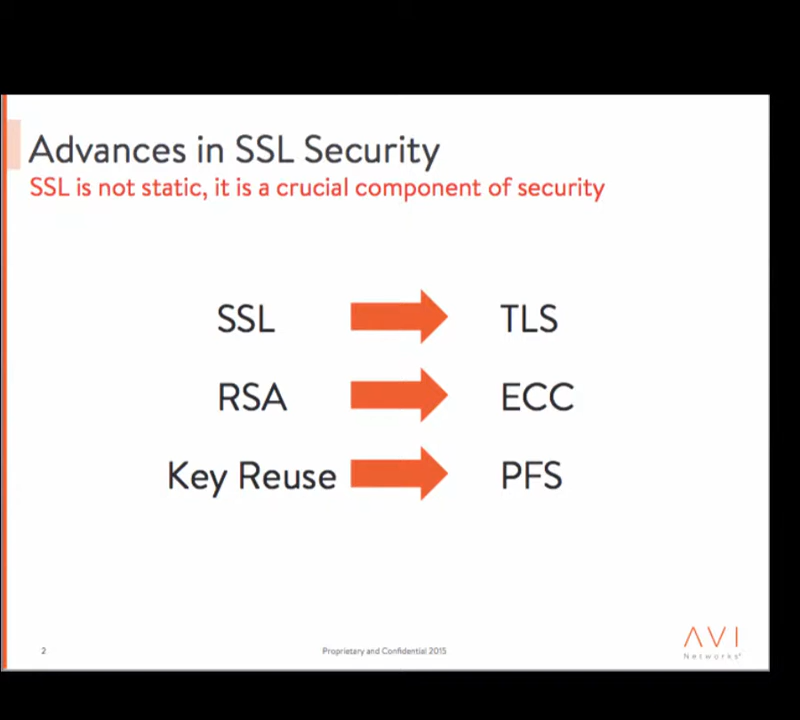 Advances in SSL Security
SSL is not static, it is a crucial component of security
SSL TLS
RSA ECC
Key Reuse PFS
2 Proprietary and Confidential 2015
AVI
Networks